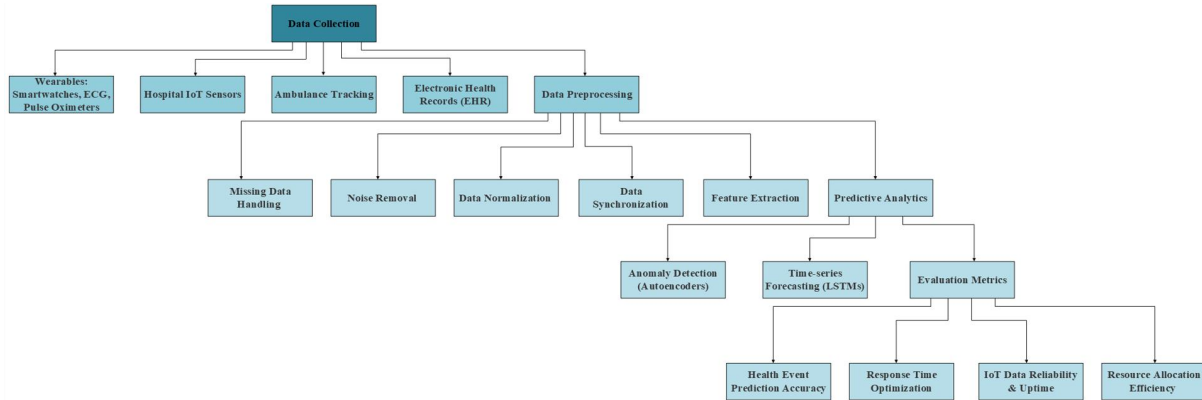 Data Collection
Wearables:
Smartwatches, ECG,
Pulse Oximeters
Hospital IoT Sensors
Ambulance Tracking
Electronic Health
Records (EHR)
Data Preprocessing
Missing Data
Handling
Noise Removal
Data Normalization
Data
Synchronization
Feature Extraction
Predictive Analytics
Anomaly Detection
(Autoencoders)
Time-series
Forecasting (LSTMs)
Evaluation Metrics
Health Event
Prediction Accuracy
Response Time
Optimization
IoT Data Reliability
& Uptime
Resource Allocation
Efficiency